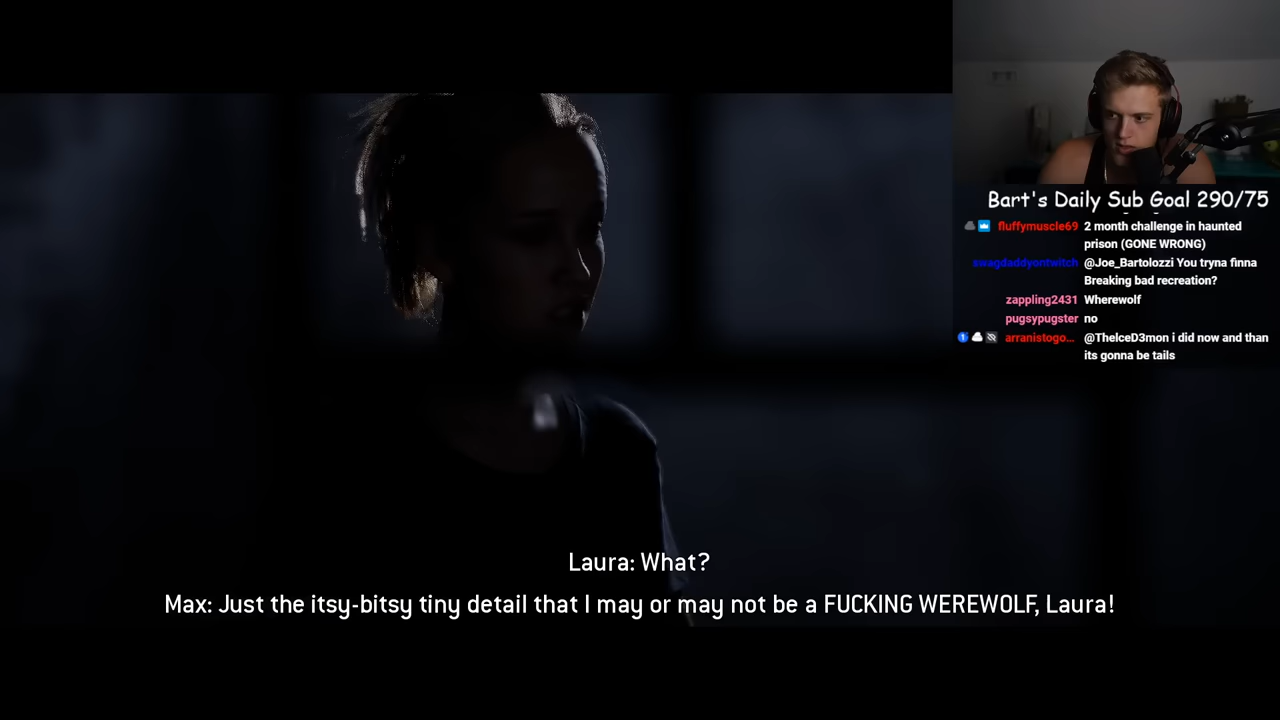 Bart's Daily Sub Goal 290/75
fluffymuscle69 2 month challenge in haunted
prison (GONE WRONG)
swagdaddyontwitch @Joe_Bartolozzi You tryna finna
Breaking bad recreation?
zappling2431 Wherewolf
pugsypugster no
arranistogo... @TheIceD3mon i did now and than
its gonna be tails
Laura: What?
Max: Just the itsy-bitsy tiny detail that I may or may not be a FUCKING WEREWOLF, Laura!